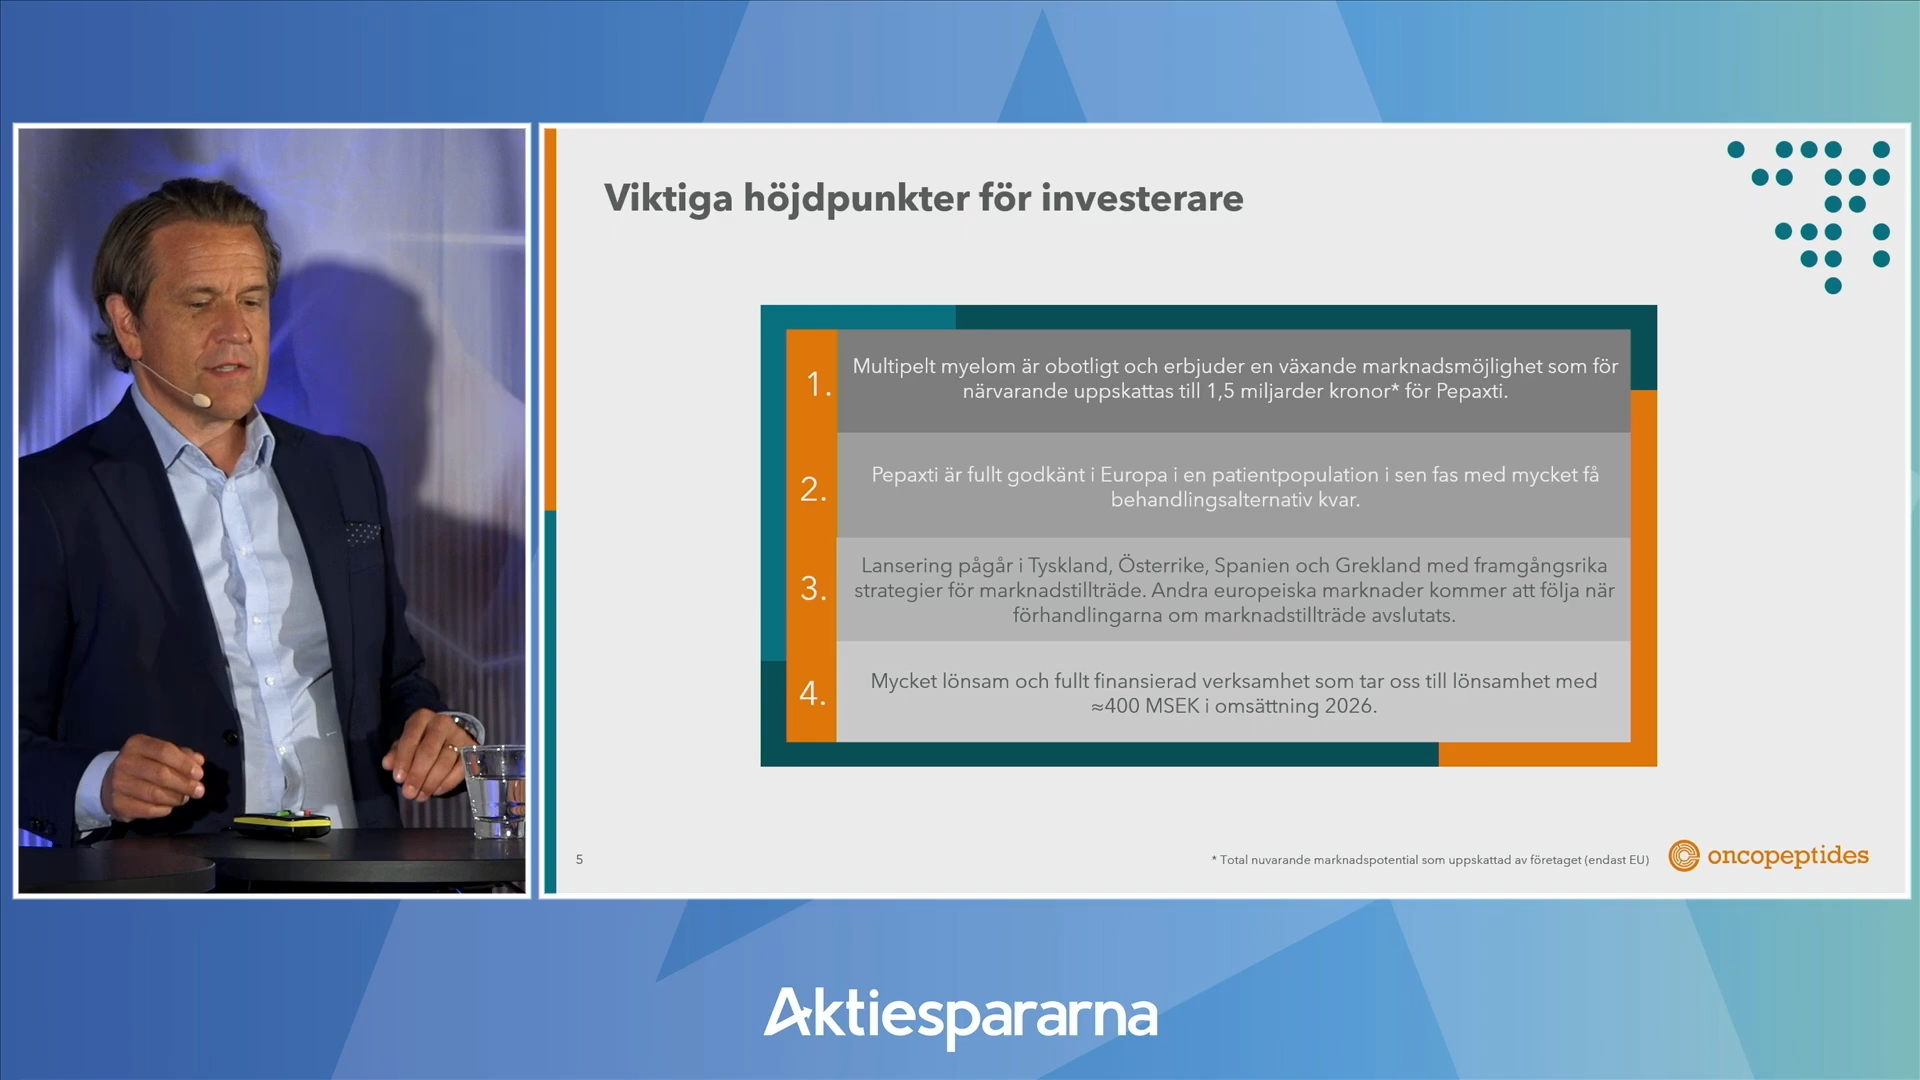 Viktiga höjdpunkter för investerare
1.
Multipelt myelom är obotligt och erbjuder en växande marknadsmöjlighet som för
närvarande uppskattas till 1,5 miljarder kronor* för Pepaxti.
2.
Pepaxti är fullt godkänt i Europa i en patientpopulation i sen fas med mycket få
behandlingsalternativ kvar.
3.
Lansering pågår i Tyskland, Österrike, Spanien och Grekland med framgångsrika
strategier för marknadstillträde. Andra europeiska marknader kommer att följa när
förhandlingarna om marknadstillträde avslutats.
4.
Mycket lönsam och fullt finansierad verksamhet som tar oss till lönsamhet med
≈400 MSEK i omsättning 2026.
5
* Total nuvarande marknadspotential som uppskattad av företaget (endast EU)
oncopeptides
Aktiespararna